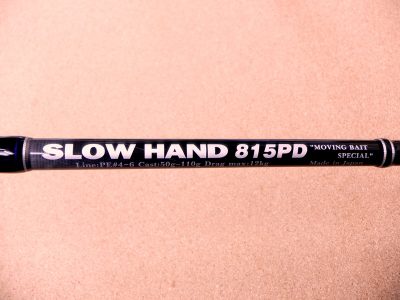 SLOW HAND 815PD "MOVING BAIT SPECIAL"
Line:PE#4-6 Cast:50g-110g Drag max:12kg Made in Japan